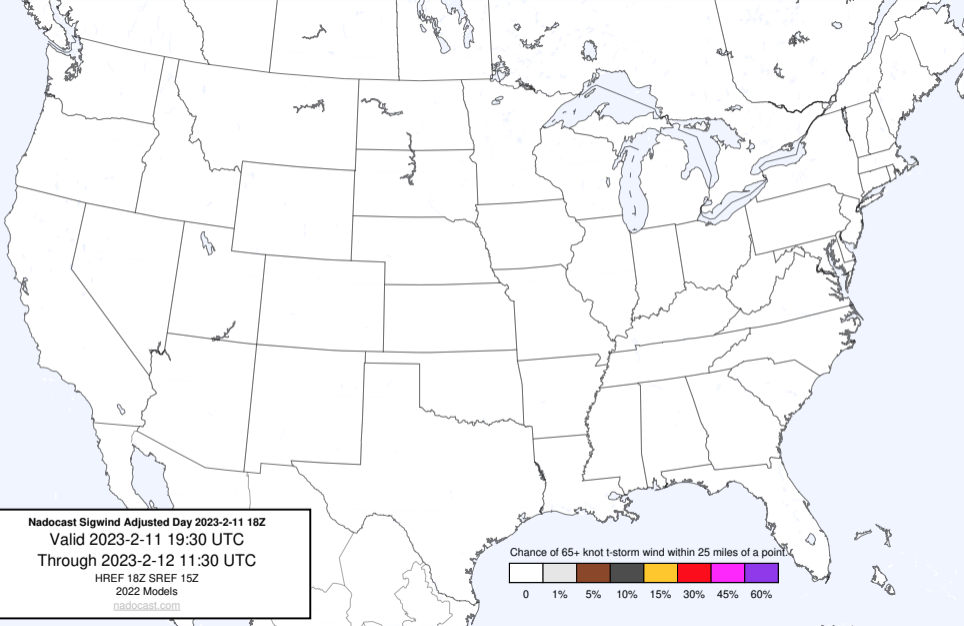 Nadocast Sigwind Adjusted Day 2023-2-11 18Z
Valid 2023-2-11 19:30 UTC
Through 2023-2-12 11:30 UTC
HREF 18Z SREF 15Z
2022 Models
nadocast.com
Chance of 65+ knot t-storm wind within 25 miles of a point.
0 1% 5% 10% 15% 30% 45% 60%